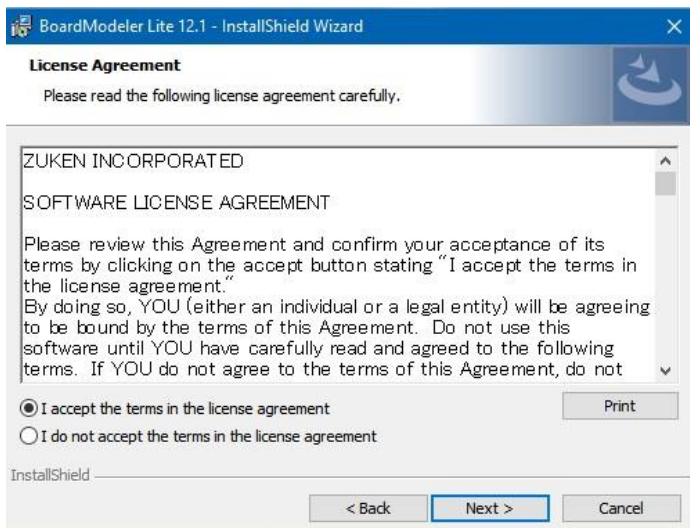 BoardModeler Lite 12.1 - InstallShield Wizard
License Agreement
Please read the following license agreement carefully.
ZUKEN INCORPORATED
SOFTWARE LICENSE AGREEMENT
Please review this Agreement and confirm your acceptance of its
terms by clicking on the accept button stating "I accept the terms in
the license agreement."
By doing so, YOU (either an individual or a legal entity) will be agreeing
to be bound by the terms of this Agreement.  Do not use this
software until YOU have carefully read and agreed to the following
terms.  If YOU do not agree to the terms of this Agreement, do not
I accept the terms in the license agreement
Print
I do not accept the terms in the license agreement
InstallShield
< Back
Next >
Cancel